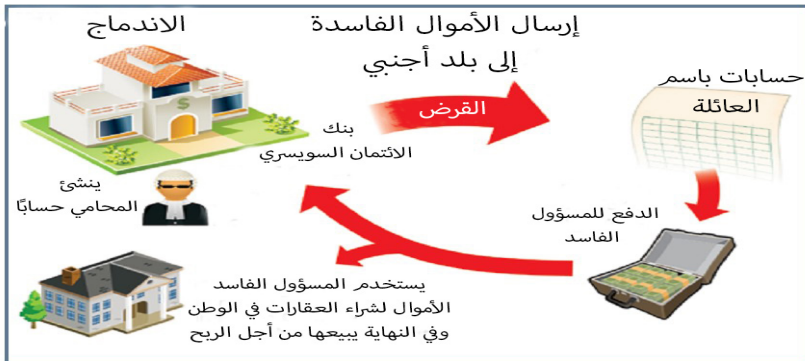 الاندماج
إرسال الأموال الفاسدة
إلى بلد أجنبي
حسابات باسم
العائلة
القرض
بنك
الائتمان السويسري
ينشئ
المحامي حسابًا
الدفع للمسؤول
الفاسد
يستخدم المسؤول الفاسد
الأموال لشراء العقارات في الوطن
وفي النهاية يبيعها من أجل الربح